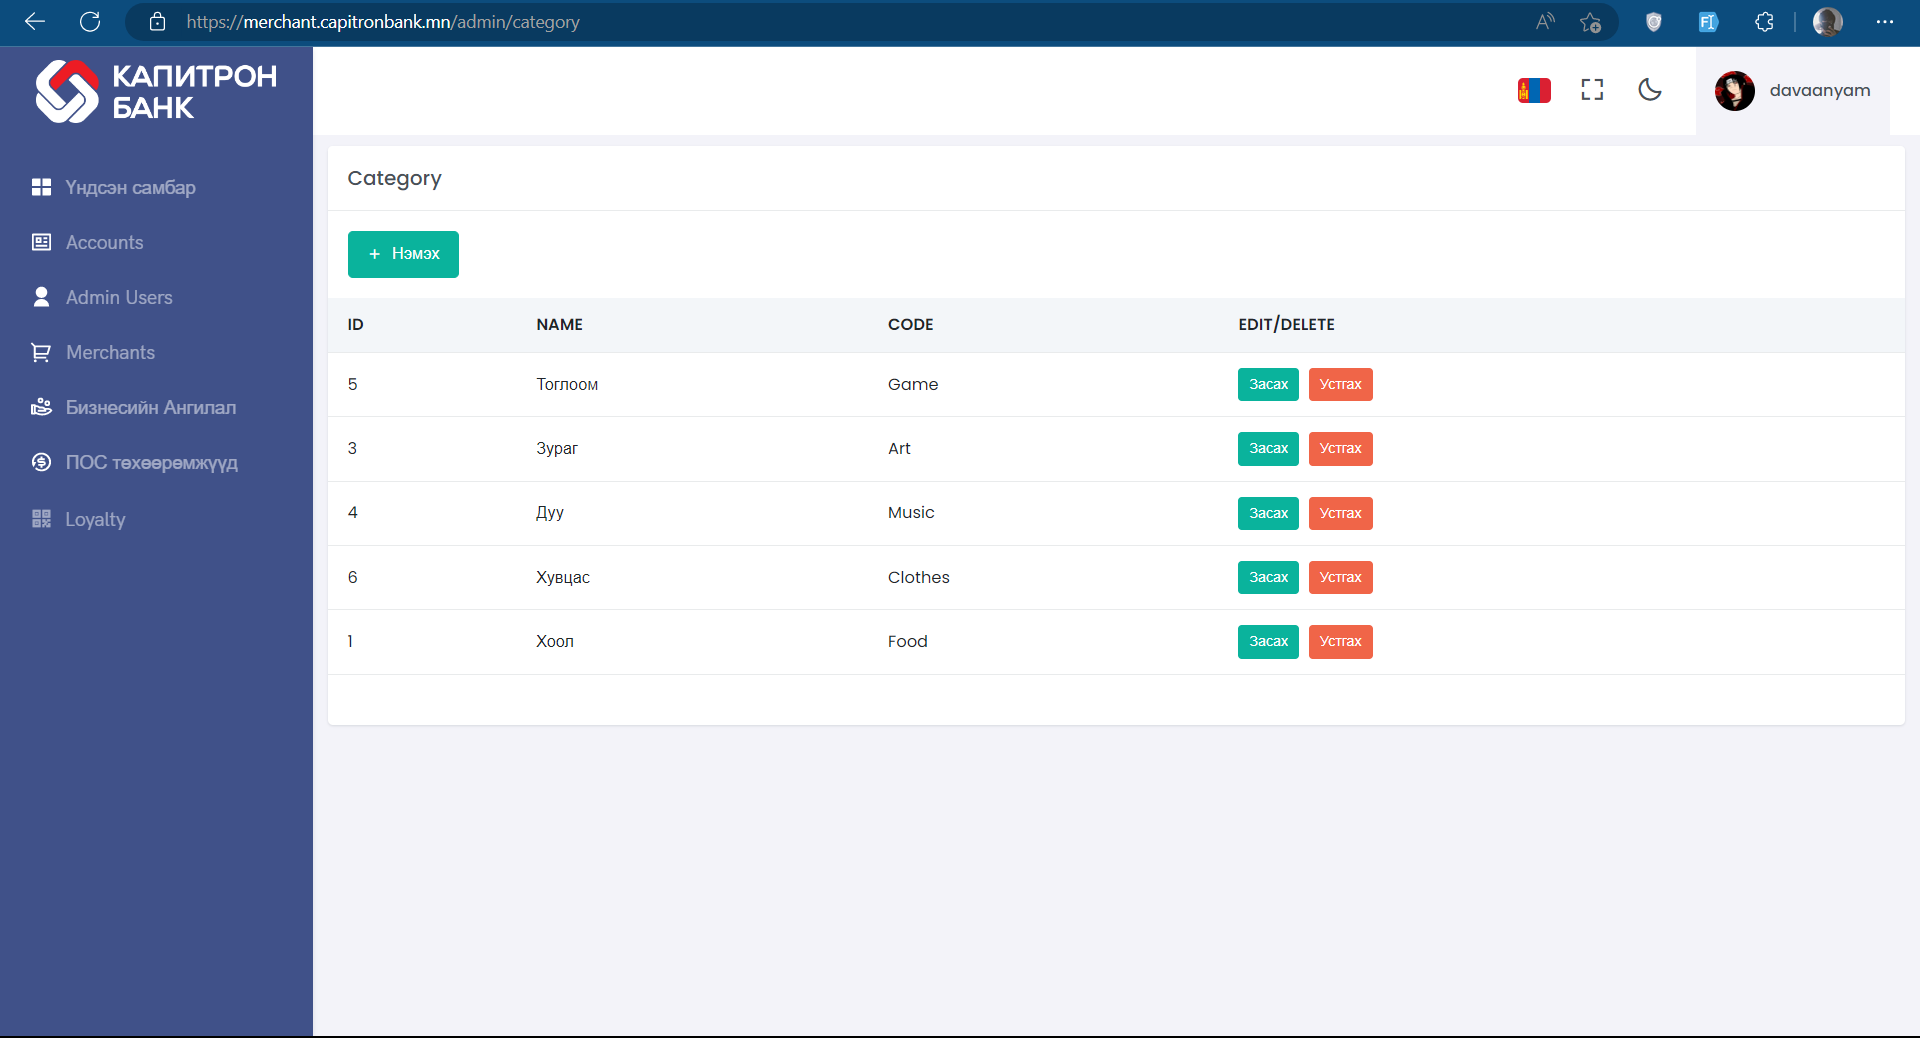 https://merchant.capitronbank.mn/admin/category
КАПИТРОН
БАНК
davaanyam
Үндсэн самбар
Accounts
Admin Users
Merchants
Бизнесийн Ангилал
ПОС төхөөрөмжүүд
Loyalty
Category
+ Нэмэх
ID NAME CODE EDIT/DELETE
5 Тоглоом Game Засах Устгах
3 Зураг Art Засах Устгах
4 Дуу Music Засах Устгах
6 Хувцас Clothes Засах Устгах
1 Хоол Food Засах Устгах